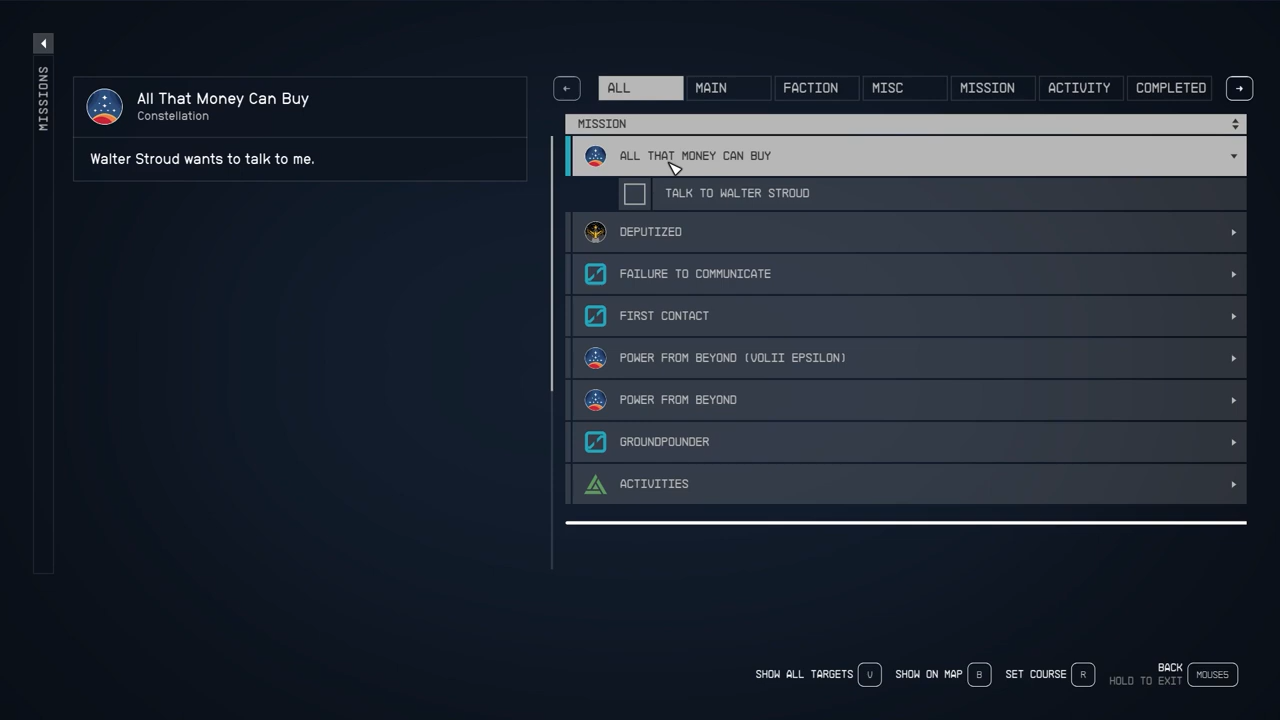 MISSIONS
All That Money Can Buy
Constellation
Walter Stroud wants to talk to me.
ALL MAIN FACTION MISC MISSION ACTIVITY COMPLETED
MISSION
ALL THAT MONEY CAN BUY
TALK TO WALTER STROUD
DEPUTIZED
FAILURE TO COMMUNICATE
FIRST CONTACT
POWER FROM BEYOND (VOLII EPSILON)
POWER FROM BEYOND
GROUNDPOUNDER
ACTIVITIES
SHOW ALL TARGETS V SHOW ON MAP B SET COURSE R BACK
HOLD TO EXIT MOUSE5